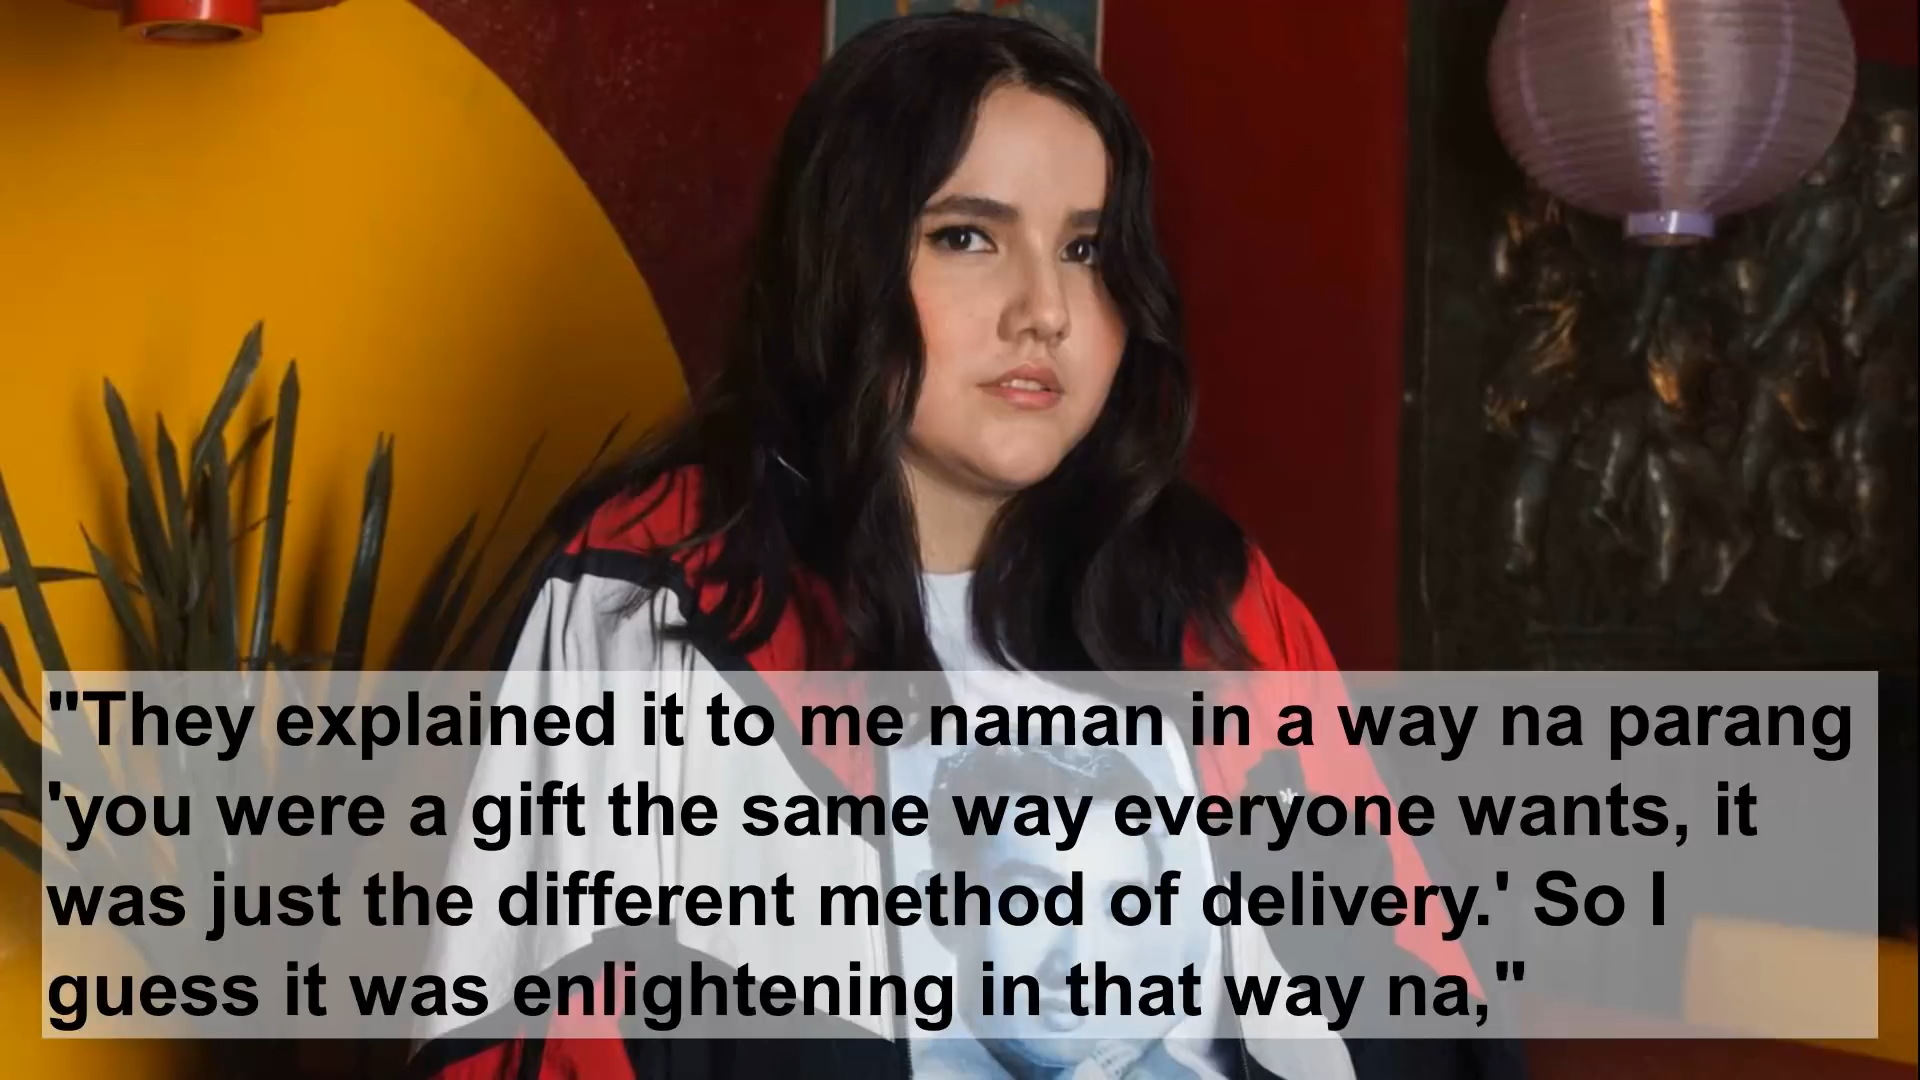 "They explained it to me naman in a way na parang
'you were a gift the same way everyone wants, it
was just the different method of delivery.' So I
guess it was enlightening in that way na,"